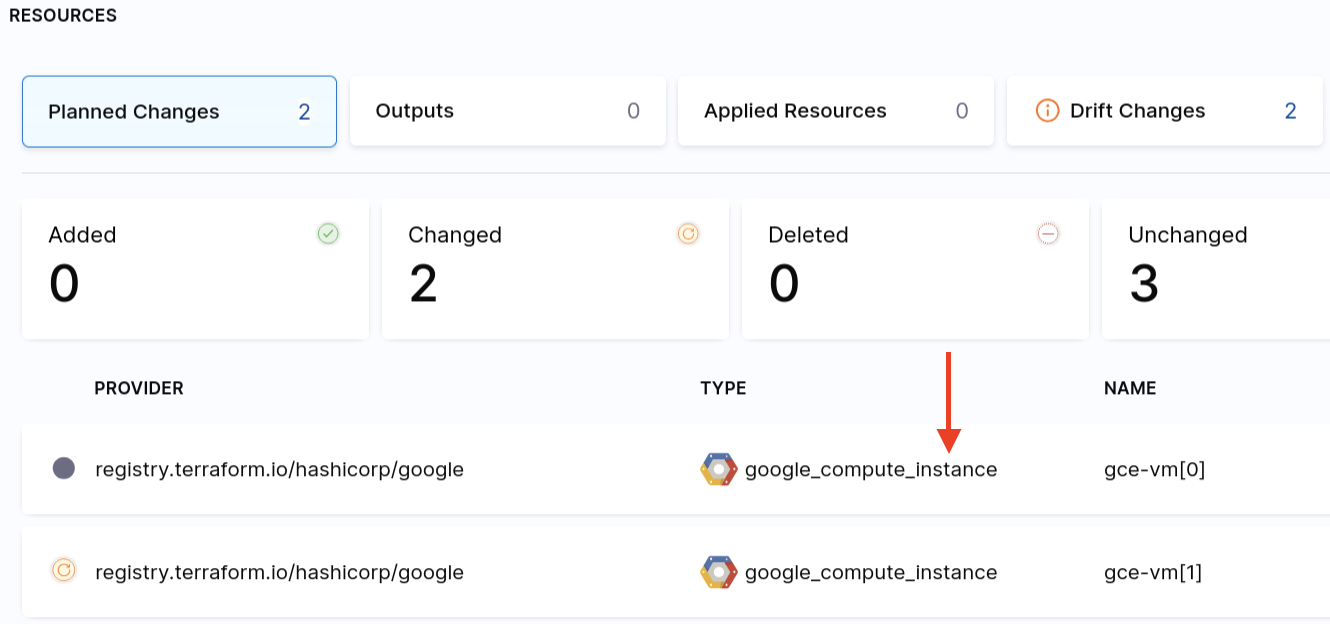 RESOURCES
Planned Changes 2 Outputs 0 Applied Resources 0 Drift Changes 2
Added Changed Deleted Unchanged
0 2 0 3
PROVIDER TYPE NAME
registry.terraform.io/hashicorp/google google_compute_instance gce-vm[0]
registry.terraform.io/hashicorp/google google_compute_instance gce-vm[1]